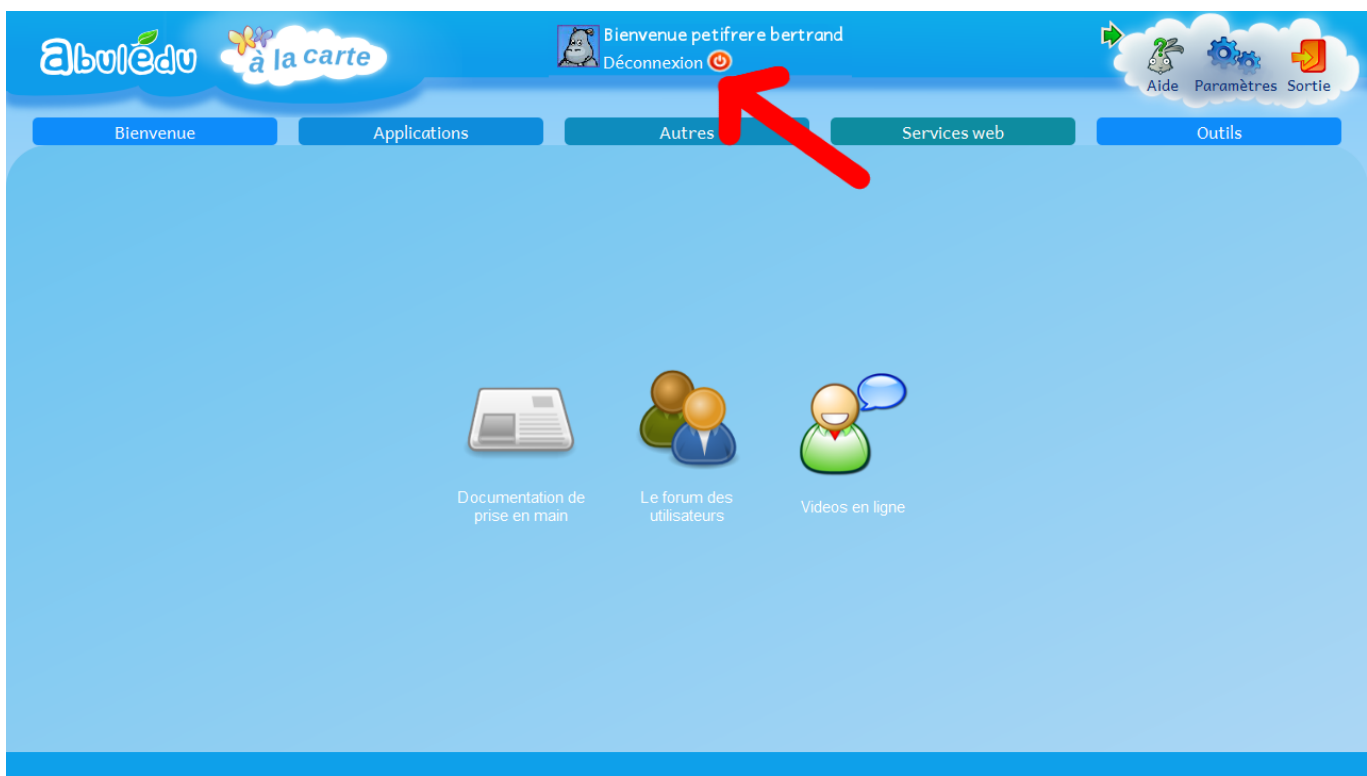 abulédu
à la carte
Bienvenue petifrere bertrand
Déconnexion
Aide Paramètres Sortie
Bienvenue Applications Autres Services web Outils
Documentation de
prise en main
Le forum des
utilisateurs
Videos en ligne